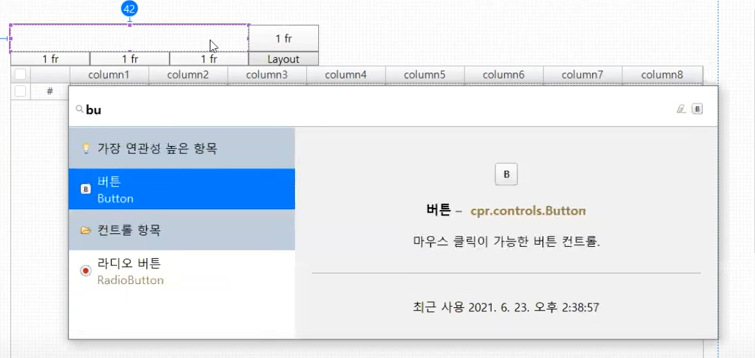 42
1 fr
1 fr 1 fr 1 fr Layout
column1 column2 column3 column4 column5 column6 column7 column8
#
bu
B
가장 연관성 높은 항목
B
버튼
Button
컨트롤 항목
라디오 버튼
RadioButton
B
버튼 – cpr.controls.Button
마우스 클릭이 가능한 버튼 컨트롤.
최근 사용 2021. 6. 23. 오후 2:38:57